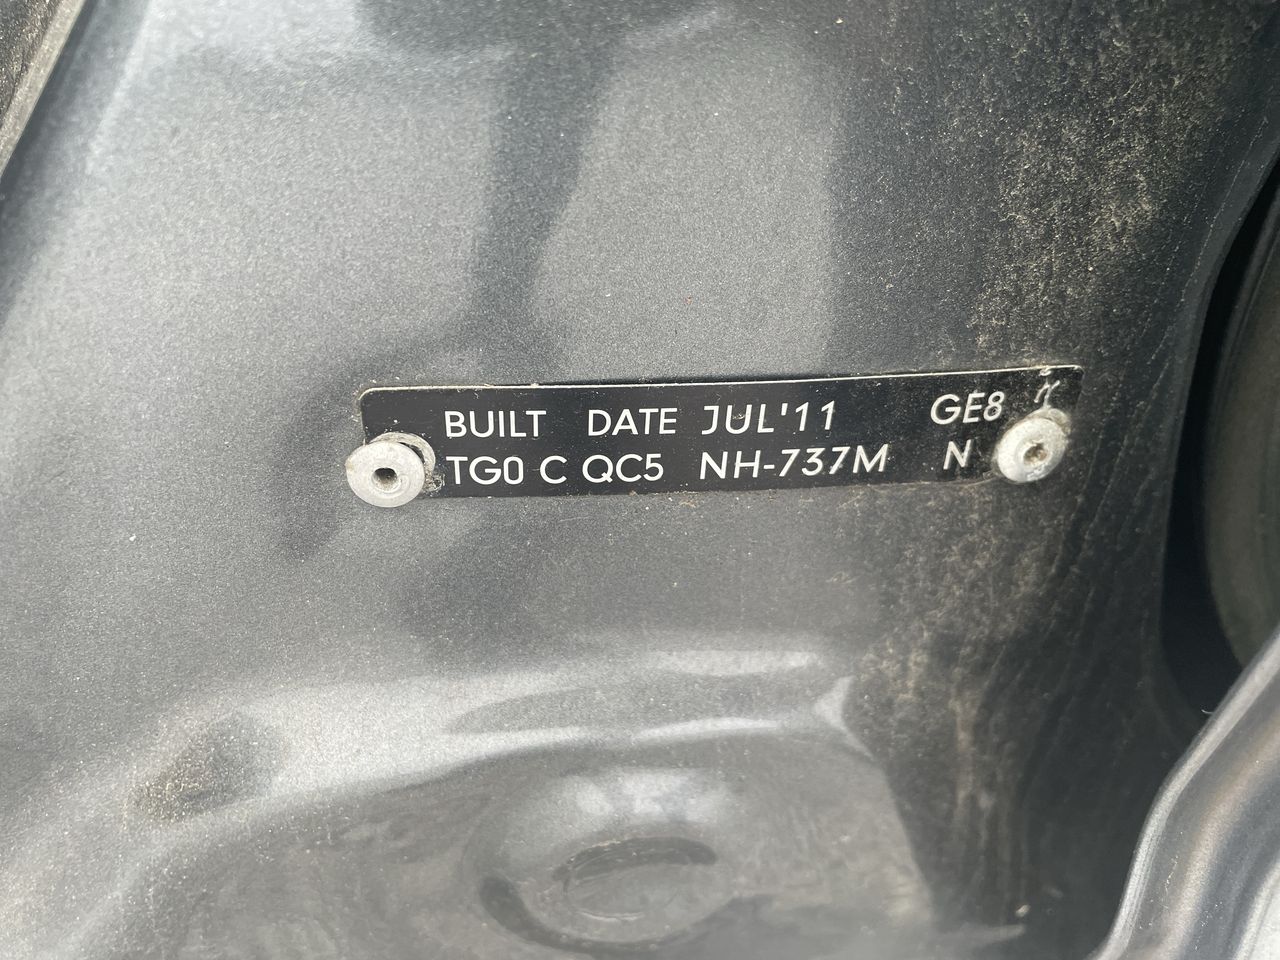 BUILT DATE JUL'11 GE8
TG0 C QC5 NH-737M N